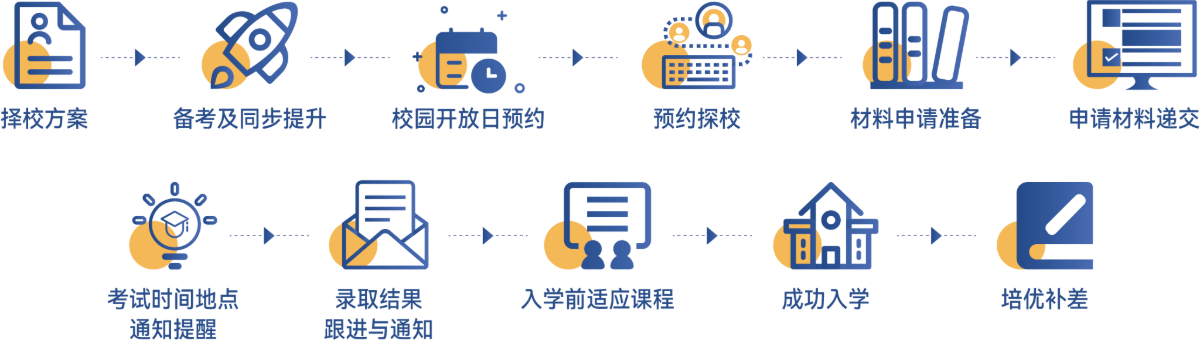 择校方案
备考及同步提升
校园开放日预约
预约探校
材料申请准备
申请材料递交
考试时间地点
通知提醒
录取结果
跟进与通知
入学前适应课程
成功入学
培优补差